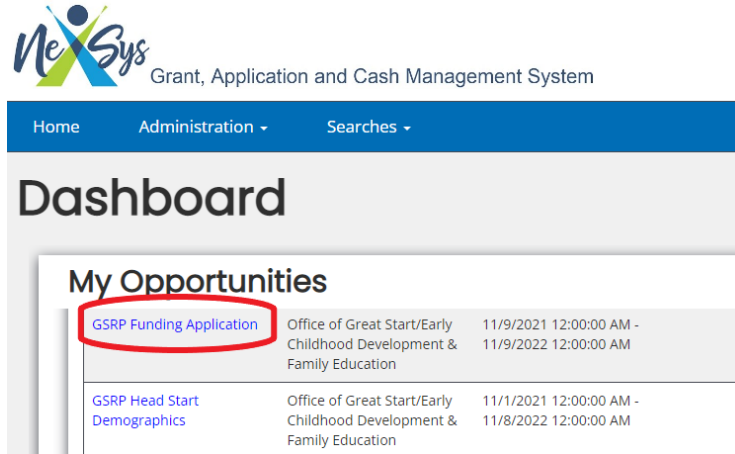 NexSys
Grant, Application and Cash Management System
Home Administration Searches
Dashboard
My Opportunities
GSRP Funding Application Office of Great Start/Early 11/9/2021 12:00:00 AM -
Childhood Development & 11/9/2022 12:00:00 AM
Family Education
GSRP Head Start Office of Great Start/Early 11/1/2021 12:00:00 AM -
Demographics Childhood Development & 11/8/2022 12:00:00 AM
Family Education